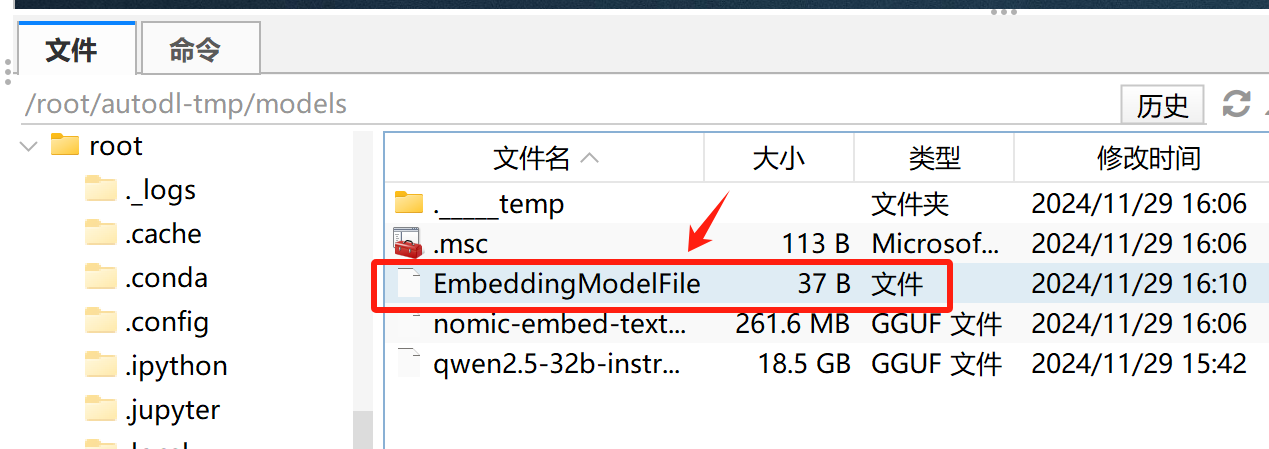 文件 命令
/root/autodl-tmp/models 历史
root
._logs
.cache
.conda
.config
.ipython
.jupyter
文件名 大小 类型 修改时间
._____temp 文件夹 2024/11/29 16:06
.msc 113 B Microsof... 2024/11/29 16:06
EmbeddingModelFile 37 B 文件 2024/11/29 16:10
nomic-embed-text... 261.6 MB GGUF 文件 2024/11/29 16:06
qwen2.5-32b-instr... 18.5 GB GGUF 文件 2024/11/29 15:42